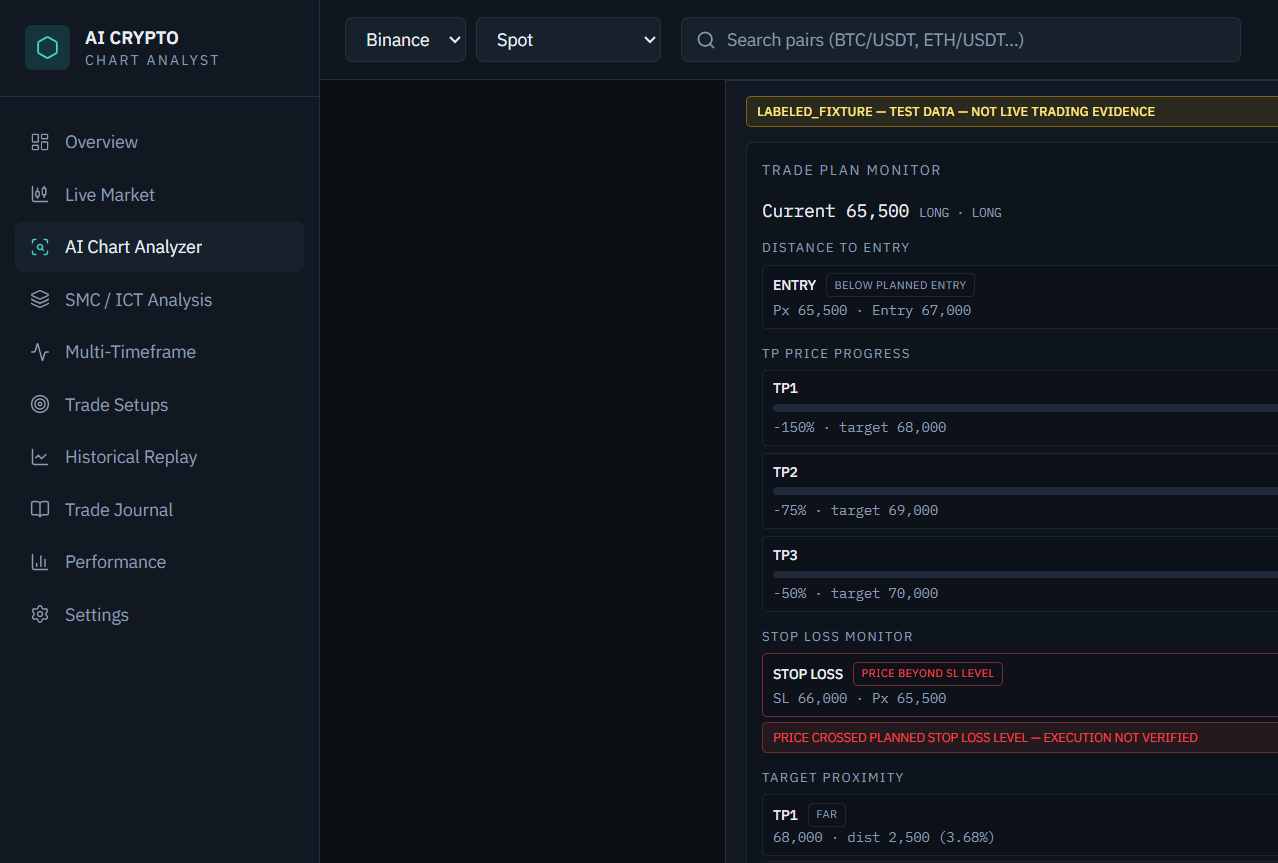 AI CRYPTO
CHART ANALYST
Binance
Spot
Search pairs (BTC/USDT, ETH/USDT...)
Overview
Live Market
AI Chart Analyzer
SMC / ICT Analysis
Multi-Timeframe
Trade Setups
Historical Replay
Trade Journal
Performance
Settings
LABELED_FIXTURE — TEST DATA — NOT LIVE TRADING EVIDENCE
TRADE PLAN MONITOR
Current 65,500 LONG · LONG
DISTANCE TO ENTRY
ENTRY BELOW PLANNED ENTRY
Px 65,500 · Entry 67,000
TP PRICE PROGRESS
TP1
-150% · target 68,000
TP2
-75% · target 69,000
TP3
-50% · target 70,000
STOP LOSS MONITOR
STOP LOSS PRICE BEYOND SL LEVEL
SL 66,000 · Px 65,500
PRICE CROSSED PLANNED STOP LOSS LEVEL — EXECUTION NOT VERIFIED
TARGET PROXIMITY
TP1 FAR
68,000 · dist 2,500 (3.68%)